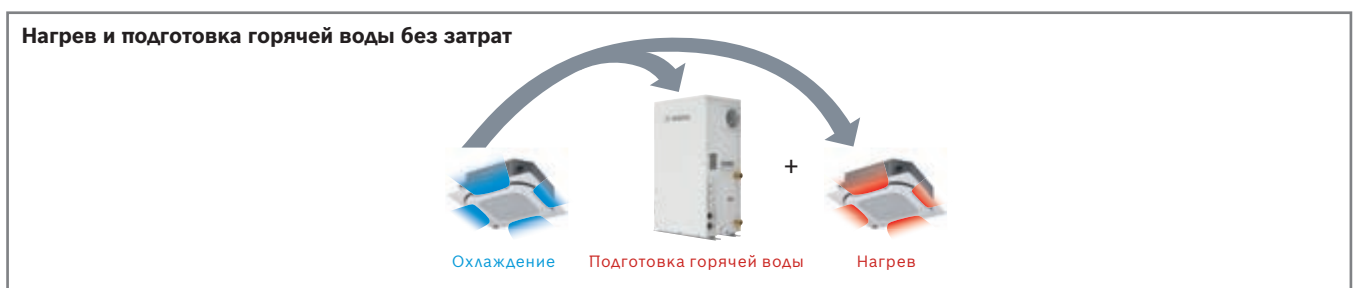 Нагрев и подготовка горячей воды без затрат
+
Охлаждение
Подготовка горячей воды
Нагрев